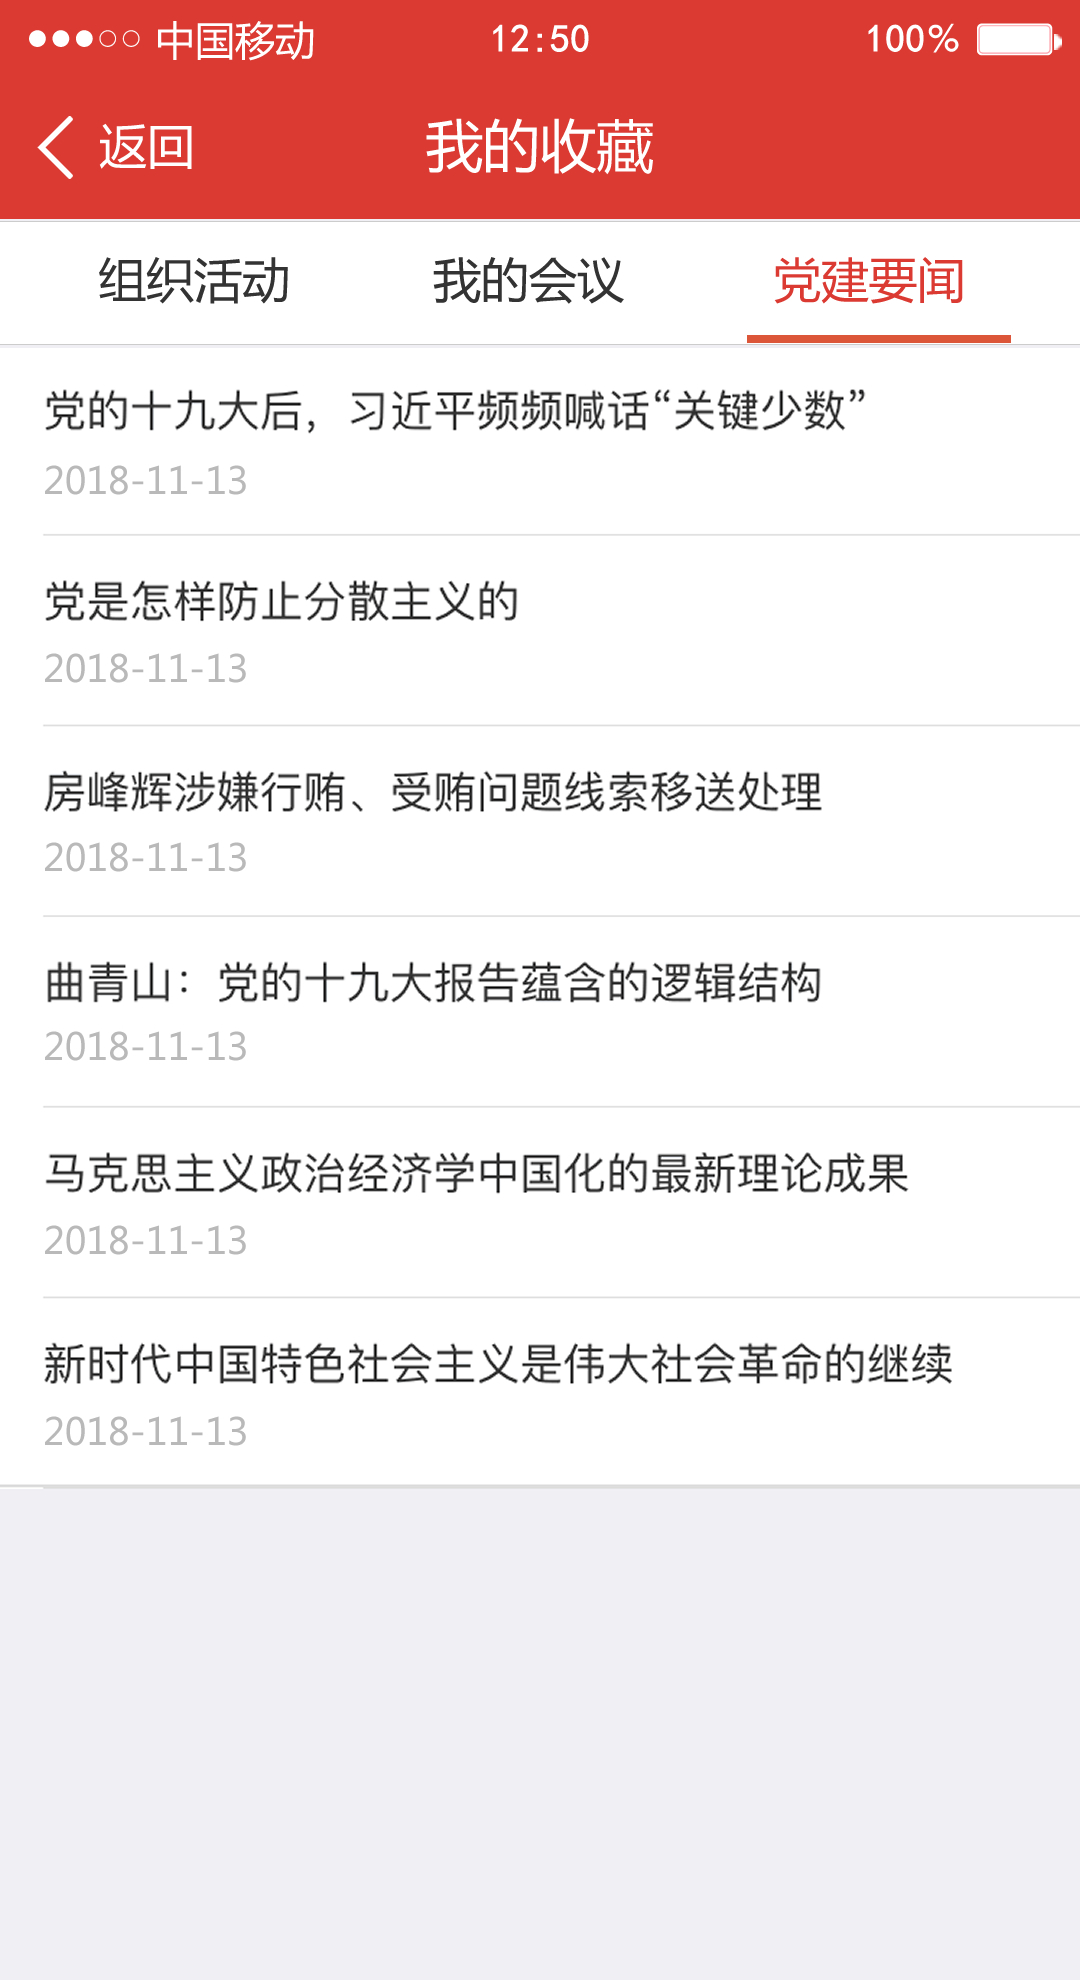 中国移动 12:50 100%
返回 我的收藏
组织活动 我的会议 党建要闻
党的十九大后，习近平频频喊话“关键少数”
2018-11-13
党是怎样防止分散主义的
2018-11-13
房峰辉涉嫌行贿、受贿问题线索移送处理
2018-11-13
曲青山：党的十九大报告蕴含的逻辑结构
2018-11-13
马克思主义政治经济学中国化的最新理论成果
2018-11-13
新时代中国特色社会主义是伟大社会革命的继续
2018-11-13